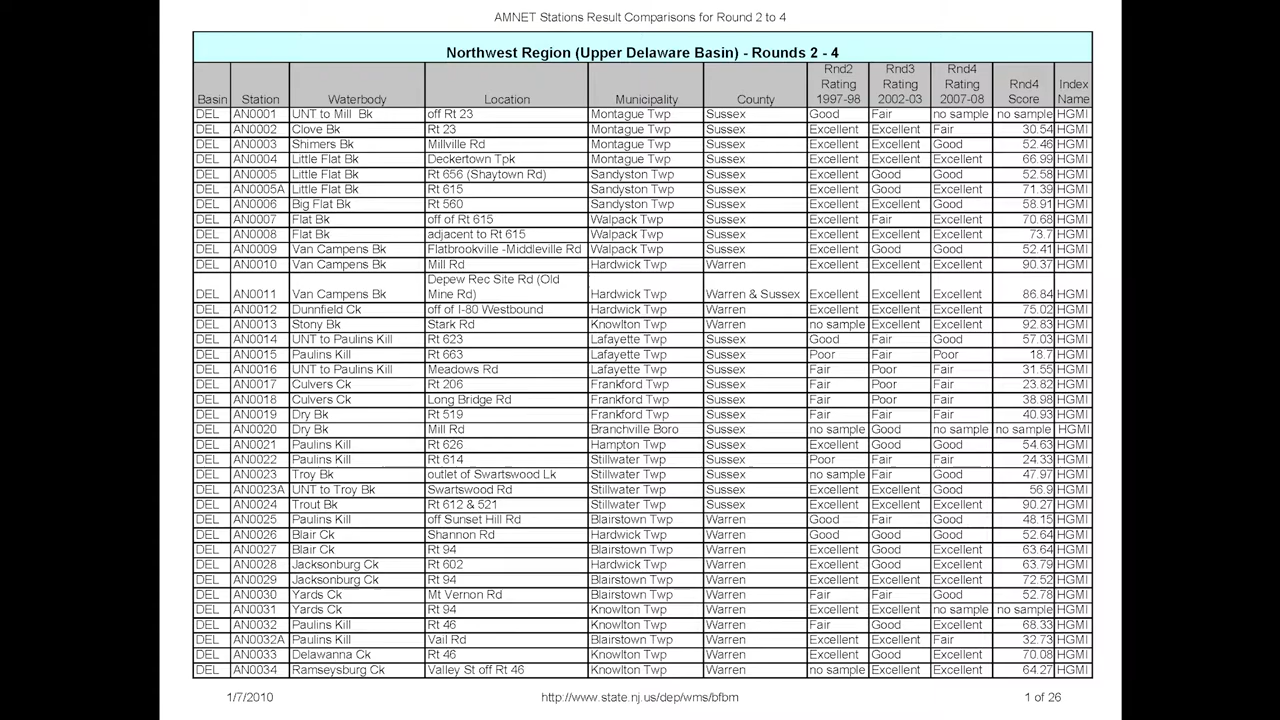 AMNET Stations Result Comparisons for Round 2 to 4
Northwest Region (Upper Delaware Basin) - Rounds 2 - 4
Basin Station Waterbody Location Municipality County Rnd2 Rating 1997-98 Rnd3 Rating 2002-03 Rnd4 Rating 2007-08 Rnd4 Score Index Name
DEL AN0001 UNT to Mill Bk off Rt 23 Montague Twp Sussex Good Fair no sample no sample HGMI
DEL AN0002 Clove Bk Rt 23 Montague Twp Sussex Excellent Excellent Fair 30.54 HGMI
DEL AN0003 Shimers Bk Millville Rd Montague Twp Sussex Excellent Excellent Good 52.46 HGMI
DEL AN0004 Little Flat Bk Deckertown Tpk Montague Twp Sussex Excellent Excellent Excellent 66.99 HGMI
DEL AN0005 Little Flat Bk Rt 656 (Shaytown Rd) Sandyston Twp Sussex Excellent Good Good 52.58 HGMI
DEL AN0005A Little Flat Bk Rt 615 Sandyston Twp Sussex Excellent Good Excellent 71.39 HGMI
DEL AN0006 Big Flat Bk Rt 560 Sandyston Twp Sussex Excellent Excellent Good 58.91 HGMI
DEL AN0007 Flat Bk off of Rt 615 Walpack Twp Sussex Excellent Fair Excellent 70.68 HGMI
DEL AN0008 Flat Bk adjacent to Rt 615 Walpack Twp Sussex Excellent Excellent Excellent 73.7 HGMI
DEL AN0009 Van Campens Bk Flatbrookville -Middleville Rd Walpack Twp Sussex Excellent Good Good 52.41 HGMI
DEL AN0010 Van Campens Bk Mill Rd Hardwick Twp Warren Excellent Excellent Excellent 90.37 HGMI
DEL AN0011 Van Campens Bk Depew Rec Site Rd (Old Mine Rd) Hardwick Twp Warren & Sussex Excellent Excellent Excellent 86.84 HGMI
DEL AN0012 Dunnfield Ck off of I-80 Westbound Hardwick Twp Warren Excellent Excellent Excellent 75.02 HGMI
DEL AN0013 Stony Bk Stark Rd Knowlton Twp Warren no sample Excellent Excellent 92.83 HGMI
DEL AN0014 UNT to Paulins Kill Rt 623 Lafayette Twp Sussex Good Fair Good 57.03 HGMI
DEL AN0015 Paulins Kill Rt 663 Lafayette Twp Sussex Poor Fair Poor 18.7 HGMI
DEL AN0016 UNT to Paulins Kill Meadows Rd Lafayette Twp Sussex Fair Poor Fair 31.55 HGMI
DEL AN0017 Culvers Ck Rt 206 Frankford Twp Sussex Fair Poor Fair 23.82 HGMI
DEL AN0018 Culvers Ck Long Bridge Rd Frankford Twp Sussex Fair Poor Fair 38.98 HGMI
DEL AN0019 Dry Bk Rt 519 Frankford Twp Sussex Fair Fair Fair 40.93 HGMI
DEL AN0020 Dry Bk Mill Rd Branchville Boro Sussex no sample Good no sample no sample HGMI
DEL AN0021 Paulins Kill Rt 626 Hampton Twp Sussex Excellent Good Good 54.63 HGMI
DEL AN0022 Paulins Kill Rt 614 Stillwater Twp Sussex Poor Fair Fair 24.33 HGMI
DEL AN0023 Troy Bk outlet of Swartswood Lk Stillwater Twp Sussex no sample Fair Good 47.97 HGMI
DEL AN0023A UNT to Troy Bk Swartswood Rd Stillwater Twp Sussex Excellent Excellent Good 56.9 HGMI
DEL AN0024 Trout Bk Rt 612 & 521 Stillwater Twp Sussex Excellent Excellent Excellent 90.27 HGMI
DEL AN0025 Paulins Kill off Sunset Hill Rd Blairstown Twp Warren Good Fair Good 48.15 HGMI
DEL AN0026 Blair Ck Shannon Rd Hardwick Twp Warren Good Good Good 52.64 HGMI
DEL AN0027 Blair Ck Rt 94 Blairstown Twp Warren Excellent Good Excellent 63.64 HGMI
DEL AN0028 Jacksonburg Ck Rt 602 Hardwick Twp Warren Excellent Good Excellent 63.79 HGMI
DEL AN0029 Jacksonburg Ck Rt 94 Blairstown Twp Warren Excellent Excellent Excellent 72.52 HGMI
DEL AN0030 Yards Ck Mt Vernon Rd Blairstown Twp Warren Fair Fair Good 52.78 HGMI
DEL AN0031 Yards Ck Rt 94 Knowlton Twp Warren Excellent Excellent no sample no sample HGMI
DEL AN0032 Paulins Kill Rt 46 Knowlton Twp Warren Fair Good Excellent 68.33 HGMI
DEL AN0032A Paulins Kill Vail Rd Blairstown Twp Warren Excellent Excellent Fair 32.73 HGMI
DEL AN0033 Delawanna Ck Rt 46 Knowlton Twp Warren Excellent Good Excellent 70.08 HGMI
DEL AN0034 Ramseysburg Ck Valley St off Rt 46 Knowlton Twp Warren no sample Excellent Excellent 64.27 HGMI
1/7/2010 http://www.state.nj.us/dep/wms/bfbm 1 of 26